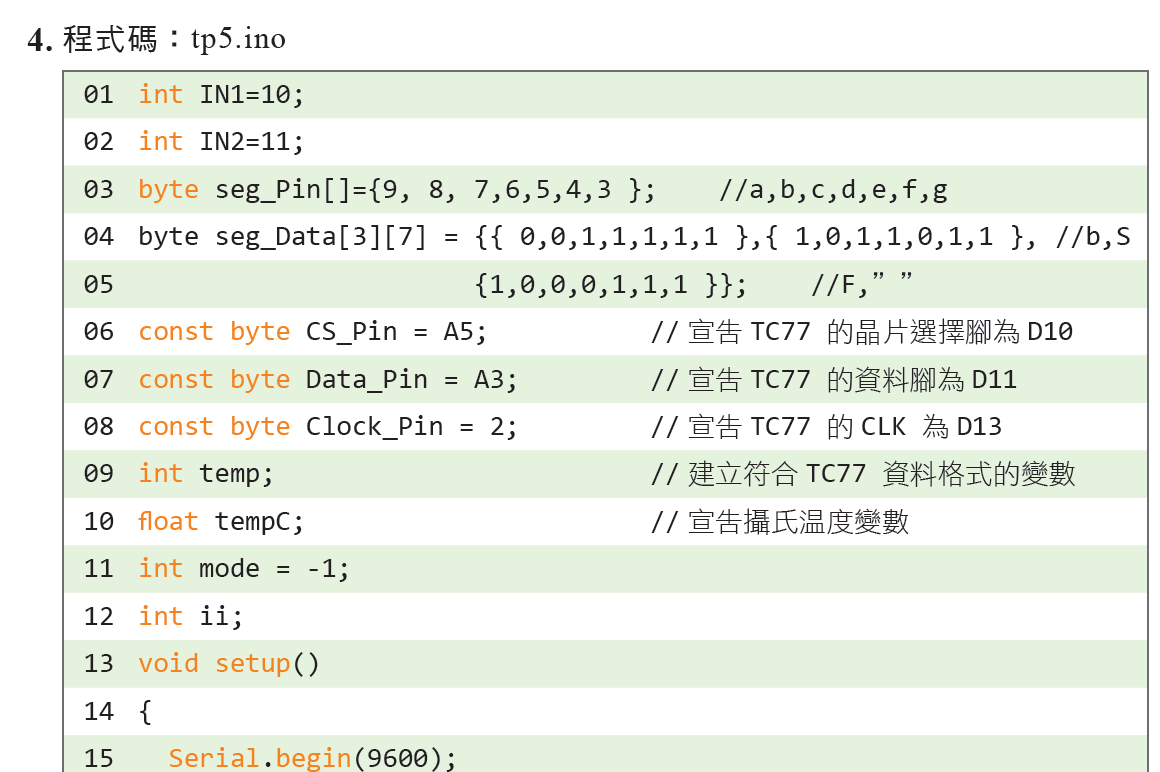 4. 程式碼：tp5.ino
01 int IN1=10;
02 int IN2=11;
03 byte seg_Pin[]={9, 8, 7,6,5,4,3 }; //a,b,c,d,e,f,g
04 byte seg_Data[3][7] = {{ 0,0,1,1,1,1,1 },{ 1,0,1,1,0,1,1 }, //b,S
05 {1,0,0,0,1,1,1 }}; //F,” ”
06 const byte CS_Pin = A5; // 宣告 TC77 的晶片選擇腳為 D10
07 const byte Data_Pin = A3; // 宣告 TC77 的資料腳為 D11
08 const byte Clock_Pin = 2; // 宣告 TC77 的 CLK 為 D13
09 int temp; // 建立符合 TC77 資料格式的變數
10 float tempC; // 宣告攝氏温度變數
11 int mode = -1;
12 int ii;
13 void setup()
14 {
15 Serial.begin(9600);